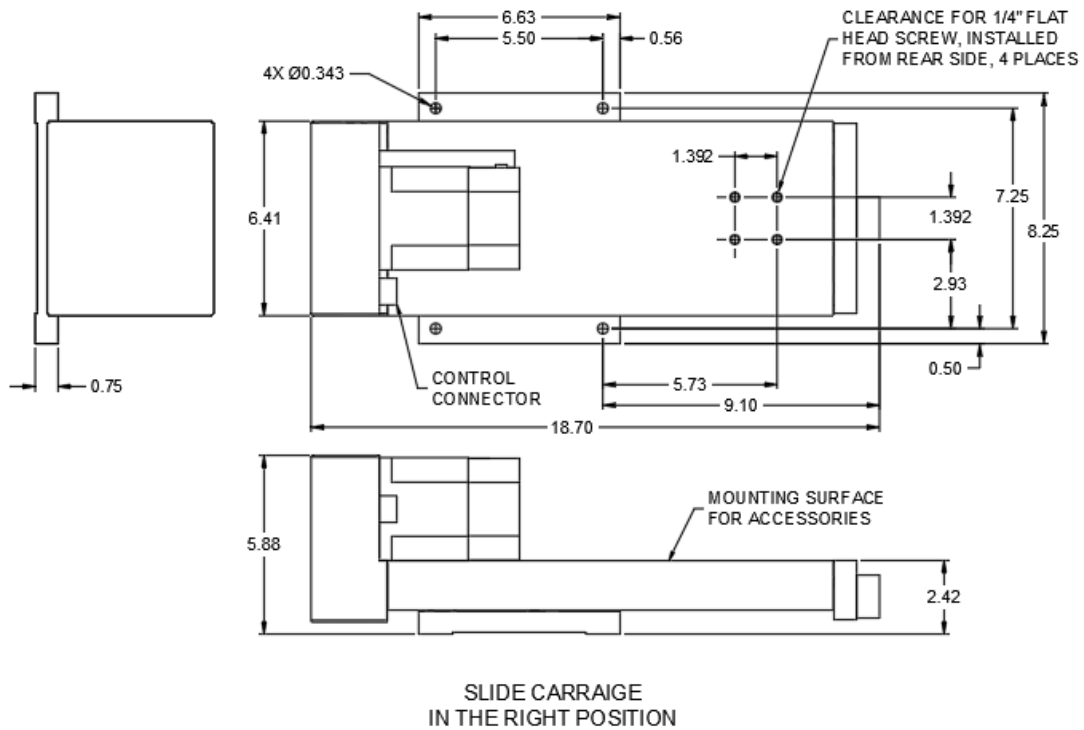 6.63
5.50
0.56
CLEARANCE FOR 1/4" FLAT
HEAD SCREW, INSTALLED
FROM REAR SIDE, 4 PLACES
4X Ø0.343
1.392
6.41
7.25
1.392
8.25
2.93
0.50
0.75
CONTROL
CONNECTOR
5.73
9.10
18.70
MOUNTING SURFACE
FOR ACCESSORIES
5.88
2.42
SLIDE CARRAIGE
IN THE RIGHT POSITION